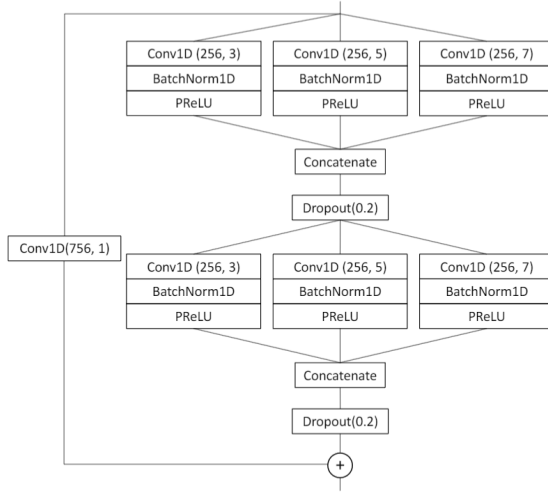 Conv1D (256, 3)
Conv1D (256, 5)
Conv1D (256, 7)
BatchNorm1D
BatchNorm1D
BatchNorm1D
PReLU
PReLU
PReLU
Concatenate
Dropout(0.2)
Conv1D(756, 1)
Conv1D (256, 3)
Conv1D (256, 5)
Conv1D (256, 7)
BatchNorm1D
BatchNorm1D
BatchNorm1D
PReLU
PReLU
PReLU
Concatenate
Dropout(0.2)
+